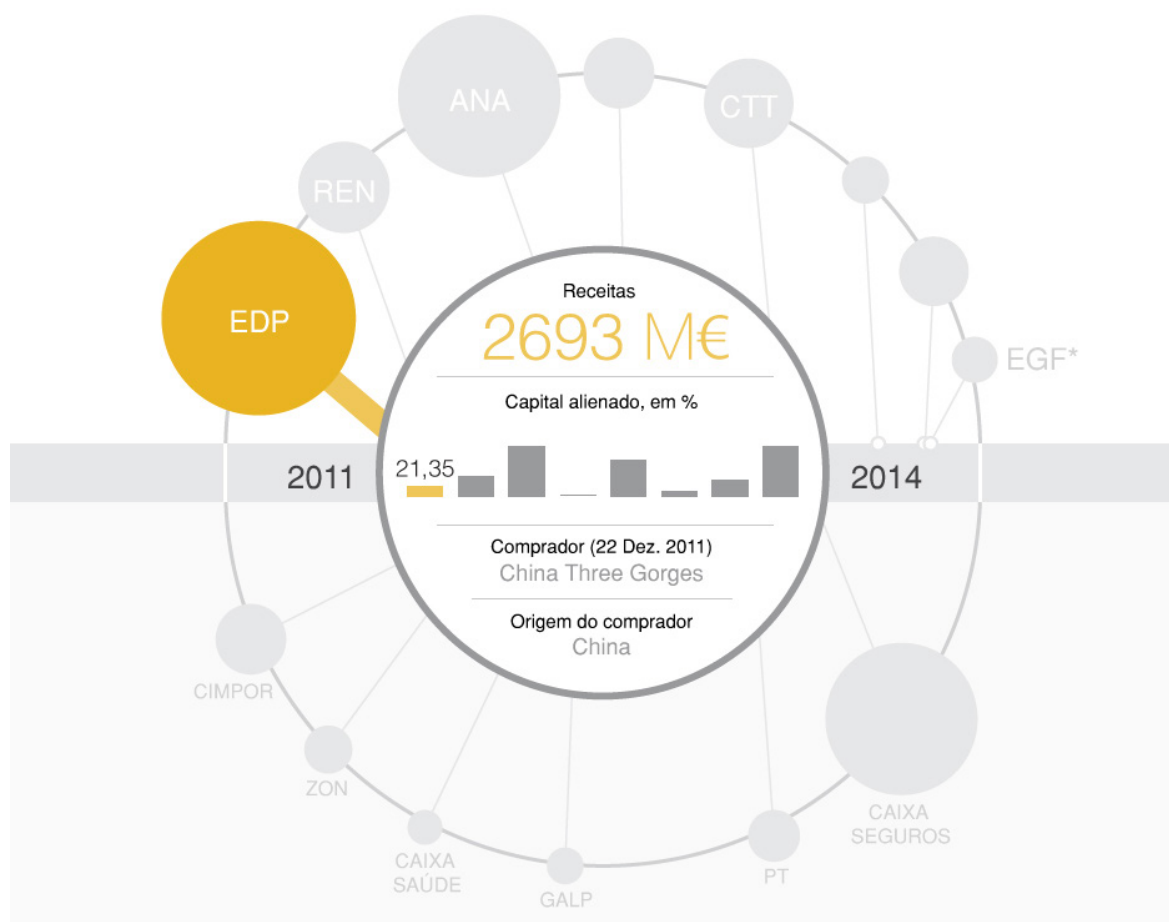 ANA
CTT
REN
EDP
EGF*
Receitas
2693 M€
Capital alienado, em %
21,35
2011
2014
Comprador (22 Dez. 2011)
China Three Gorges
Origem do comprador
China
CIMPOR
ZON
CAIXA
SAÚDE
GALP
PT
CAIXA
SEGUROS